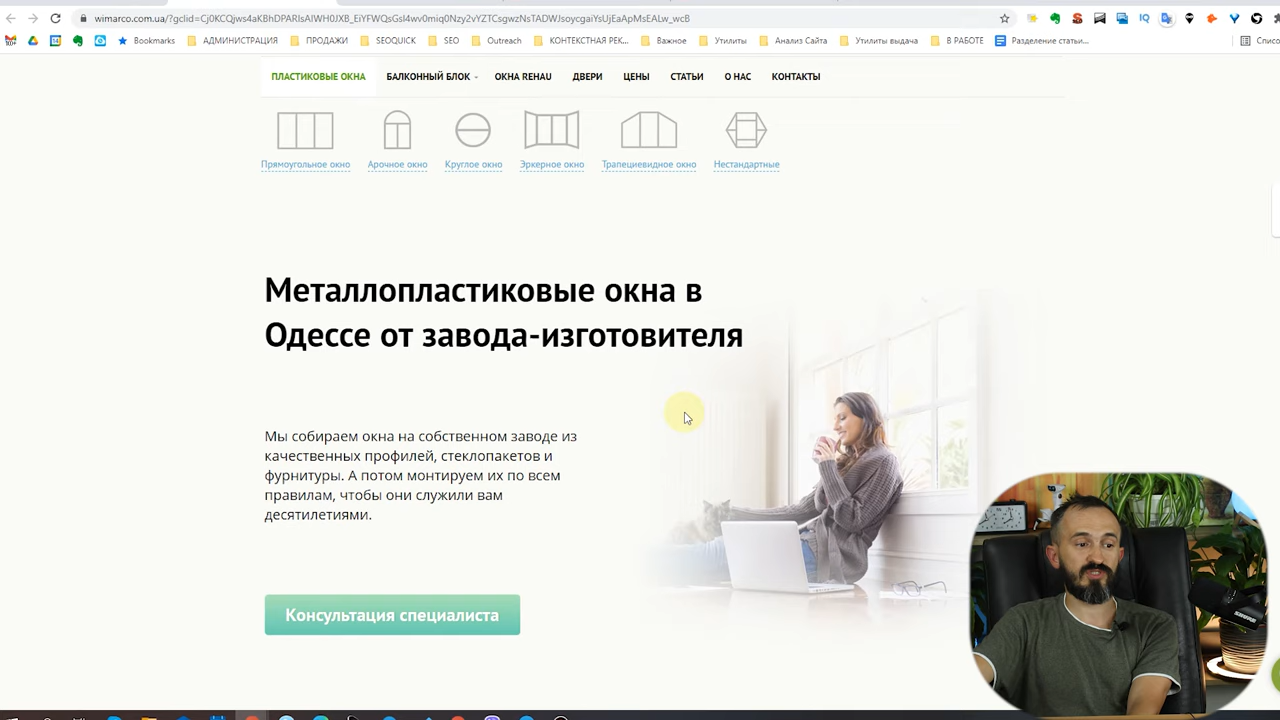 wimarco.com.ua/?gclid=Cj0KCQjws4aKBhDPARIsAIWH0JXB_EiYFWQsGsI4wv0miq0Nzy2vYZTCsgwzNsTADWJsoycgaiYsUjEaApMsEALw_wcB
Bookmarks АДМИНИСТРАЦИЯ ПРОДАЖИ SEOQUICK SEO Outreach КОНТЕКСТНАЯ РЕК... Важное Утилиты Анализ Сайта Утилиты выдача В РАБОТЕ Разделение статьи... Списо
ПЛАСТИКОВЫЕ ОКНА БАЛКОННЫЙ БЛОК ОКНА REHAU ДВЕРИ ЦЕНЫ СТАТЬИ О НАС КОНТАКТЫ
Прямоугольное окно Арочное окно Круглое окно Эркерное окно Трапециевидное окно Нестандартные
Металлопластиковые окна в
Одессе от завода-изготовителя
Мы собираем окна на собственном заводе из
качественных профилей, стеклопакетов и
фурнитуры. А потом монтируем их по всем
правилам, чтобы они служили вам
десятилетиями.
Консультация специалиста